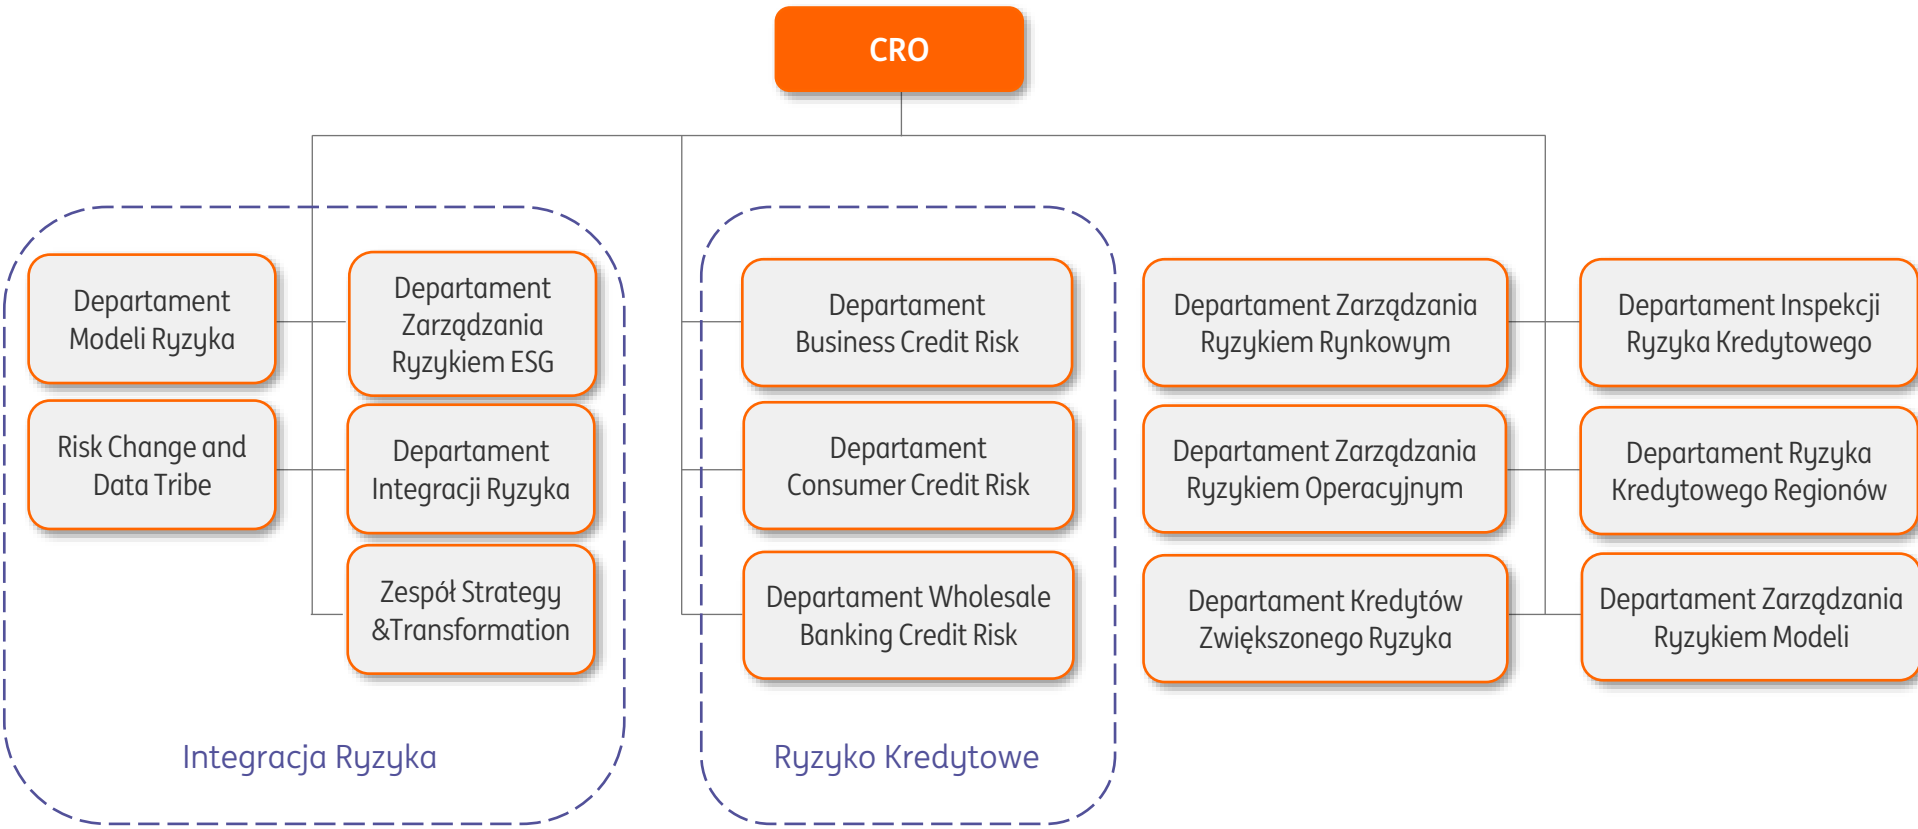 CRO
Departament
Modeli Ryzyka
Departament
Zarządzania
Ryzykiem ESG
Risk Change and
Data Tribe
Departament
Integracji Ryzyka
Zespół Strategy
&Transformation
Integracja Ryzyka
Departament
Business Credit Risk
Departament
Consumer Credit Risk
Departament Wholesale
Banking Credit Risk
Ryzyko Kredytowe
Departament Zarządzania
Ryzykiem Rynkowym
Departament Inspekcji
Ryzyka Kredytowego
Departament Zarządzania
Ryzykiem Operacyjnym
Departament Ryzyka
Kredytowego Regionów
Departament Kredytów
Zwiększonego Ryzyka
Departament Zarządzania
Ryzykiem Modeli